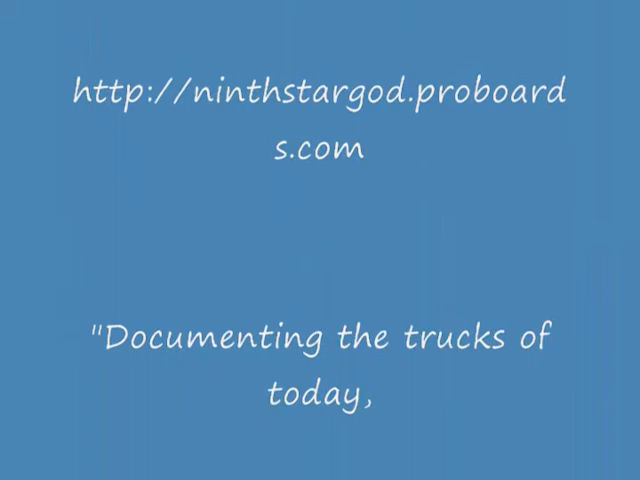 http://ninthstargod.proboard
s.com
"Documenting the trucks of
today,